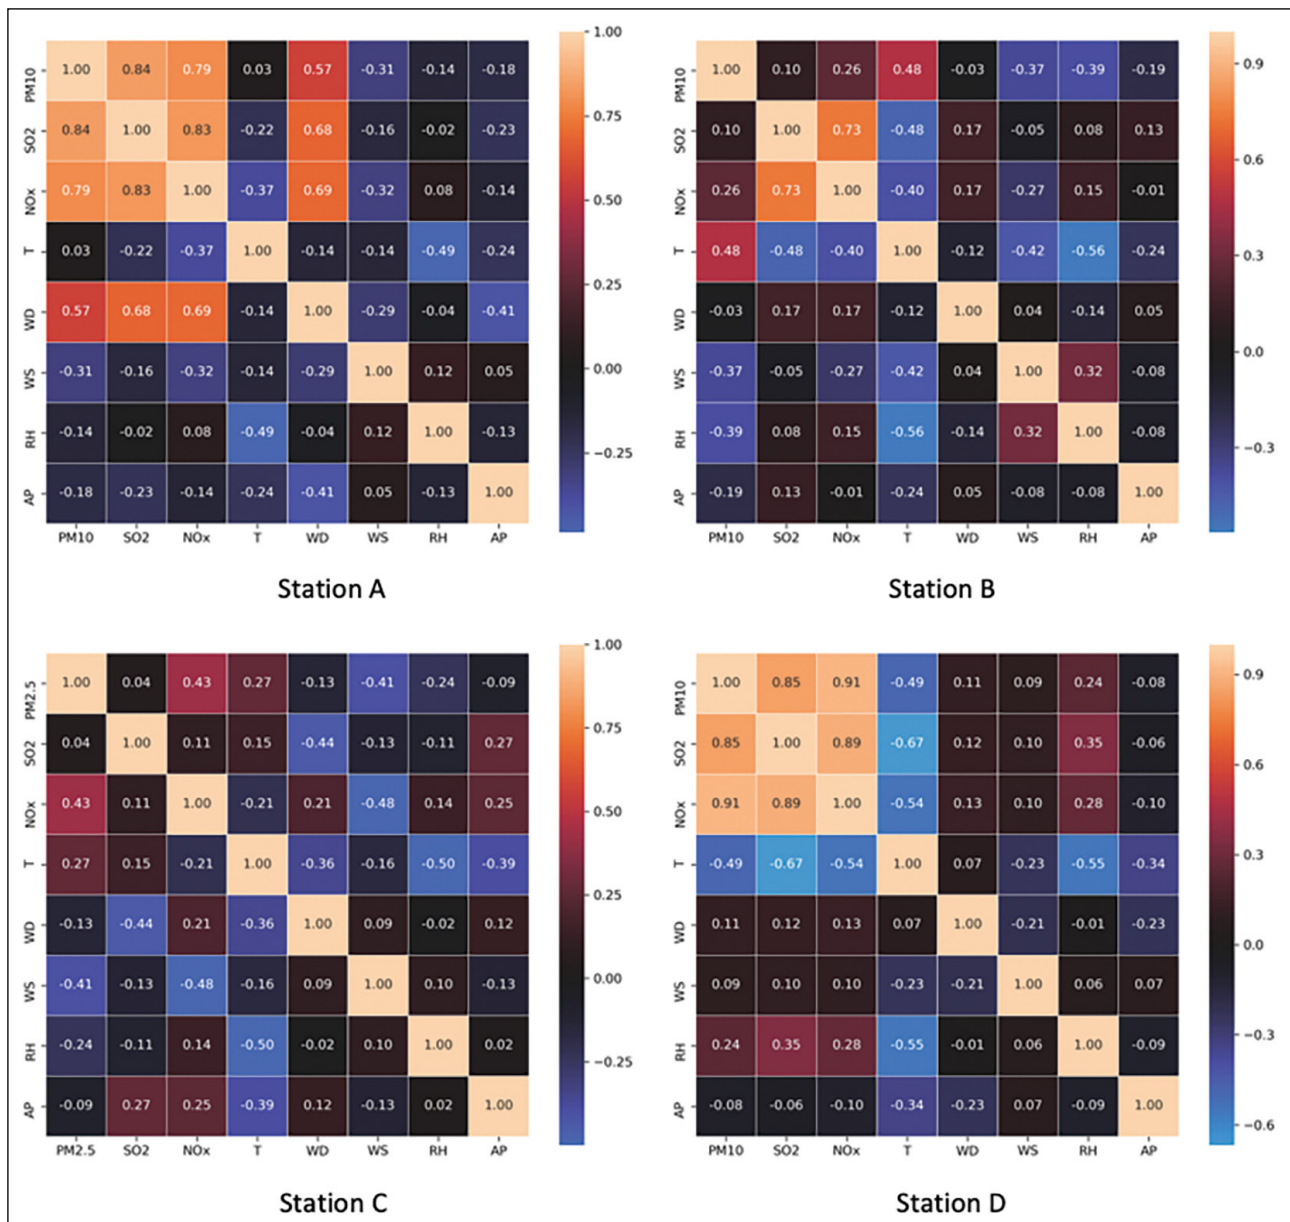 1.00
PM10 1.00 0.84 0.79 0.03 0.57 -0.31 -0.14 -0.18
SO2 0.84 1.00 0.83 -0.22 0.68 -0.16 -0.02 -0.23
0.75
NOx 0.79 0.83 1.00 -0.37 0.69 -0.32 0.08 -0.14
0.50
T 0.03 -0.22 -0.37 1.00 -0.14 -0.14 -0.49 -0.24
0.25
WD 0.57 0.68 0.69 -0.14 1.00 -0.29 -0.04 -0.41
WS -0.31 -0.16 -0.32 -0.14 -0.29 1.00 0.12 0.05
0.00
RH -0.14 -0.02 0.08 -0.49 -0.04 0.12 1.00 -0.13
−0.25
AP -0.18 -0.23 -0.14 -0.24 -0.41 0.05 -0.13 1.00
PM10 SO2 NOx T WD WS RH AP
Station A
PM10 1.00 0.10 0.26 0.48 -0.03 -0.37 -0.39 -0.19
0.9
SO2 0.10 1.00 0.73 -0.48 0.17 -0.05 0.08 0.13
0.6
NOx 0.26 0.73 1.00 -0.40 0.17 -0.27 0.15 -0.01
T 0.48 -0.48 -0.40 1.00 -0.12 -0.42 -0.56 -0.24
0.3
WD -0.03 0.17 0.17 -0.12 1.00 0.04 -0.14 0.05
0.0
WS -0.37 -0.05 -0.27 -0.42 0.04 1.00 0.32 -0.08
RH -0.39 0.08 0.15 -0.56 -0.14 0.32 1.00 -0.08
−0.3
AP -0.19 0.13 -0.01 -0.24 0.05 -0.08 -0.08 1.00
PM10 SO2 NOx T WD WS RH AP
Station B
1.00
PM2.5 1.00 0.04 0.43 0.27 -0.13 -0.41 -0.24 -0.09
SO2 0.04 1.00 0.11 0.15 -0.44 -0.13 -0.11 0.27
0.75
NOx 0.43 0.11 1.00 -0.21 0.21 -0.48 0.14 0.25
0.50
T 0.27 0.15 -0.21 1.00 -0.36 -0.16 -0.50 -0.39
0.25
WD -0.13 -0.44 0.21 -0.36 1.00 0.09 -0.02 0.12
0.00
WS -0.41 -0.13 -0.48 -0.16 0.09 1.00 0.10 -0.13
RH -0.24 -0.11 0.14 -0.50 -0.02 0.10 1.00 0.02
−0.25
AP -0.09 0.27 0.25 -0.39 0.12 -0.13 0.02 1.00
PM2.5 SO2 NOx T WD WS RH AP
Station C
PM10 1.00 0.85 0.91 -0.49 0.11 0.09 0.24 -0.08
0.9
SO2 0.85 1.00 0.89 -0.67 0.12 0.10 0.35 -0.06
0.6
NOx 0.91 0.89 1.00 -0.54 0.13 0.10 0.28 -0.10
0.3
T -0.49 -0.67 -0.54 1.00 0.07 -0.23 -0.55 -0.34
WD 0.11 0.12 0.13 0.07 1.00 -0.21 -0.01 -0.23
0.0
WS 0.09 0.10 0.10 -0.23 -0.21 1.00 0.06 0.07
−0.3
RH 0.24 0.35 0.28 -0.55 -0.01 0.06 1.00 -0.09
AP -0.08 -0.06 -0.10 -0.34 -0.23 0.07 -0.09 1.00
−0.6
PM10 SO2 NOx T WD WS RH AP
Station D